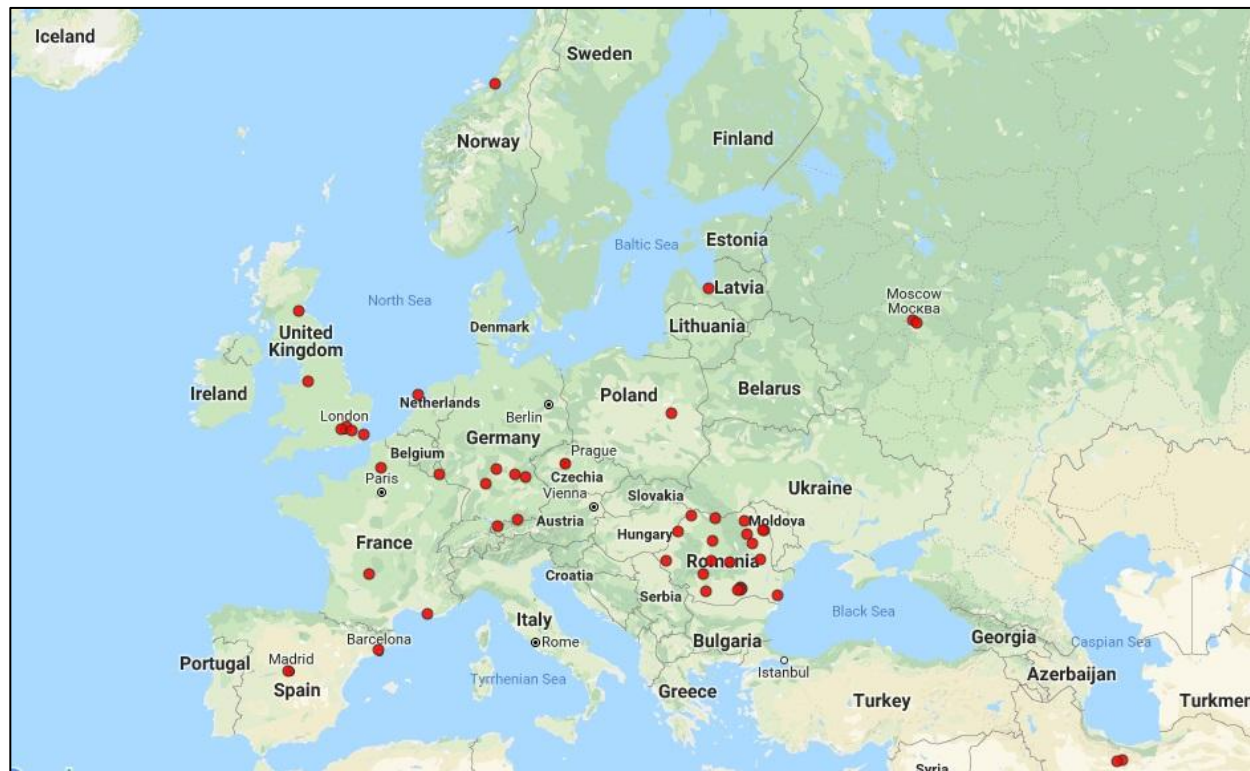 Iceland
Sweden
Norway
Finland
Estonia
Baltic Sea
Latvia
Moscow
Москва
North Sea
Denmark
Lithuania
United
Kingdom
Ireland
Netherlands
Berlin
Poland
Belarus
London
Germany
Belgium
Prague
Paris
Czechia
Vienna
Slovakia
Ukraine
Austria
Hungary
Moldova
France
Romania
Croatia
Serbia
Black Sea
Italy
Barcelona
Rome
Bulgaria
Georgia
Caspian Sea
Portugal
Madrid
Spain
Tyrrhenian Sea
Istanbul
Greece
Turkey
Azerbaijan
Turkmen
Syria